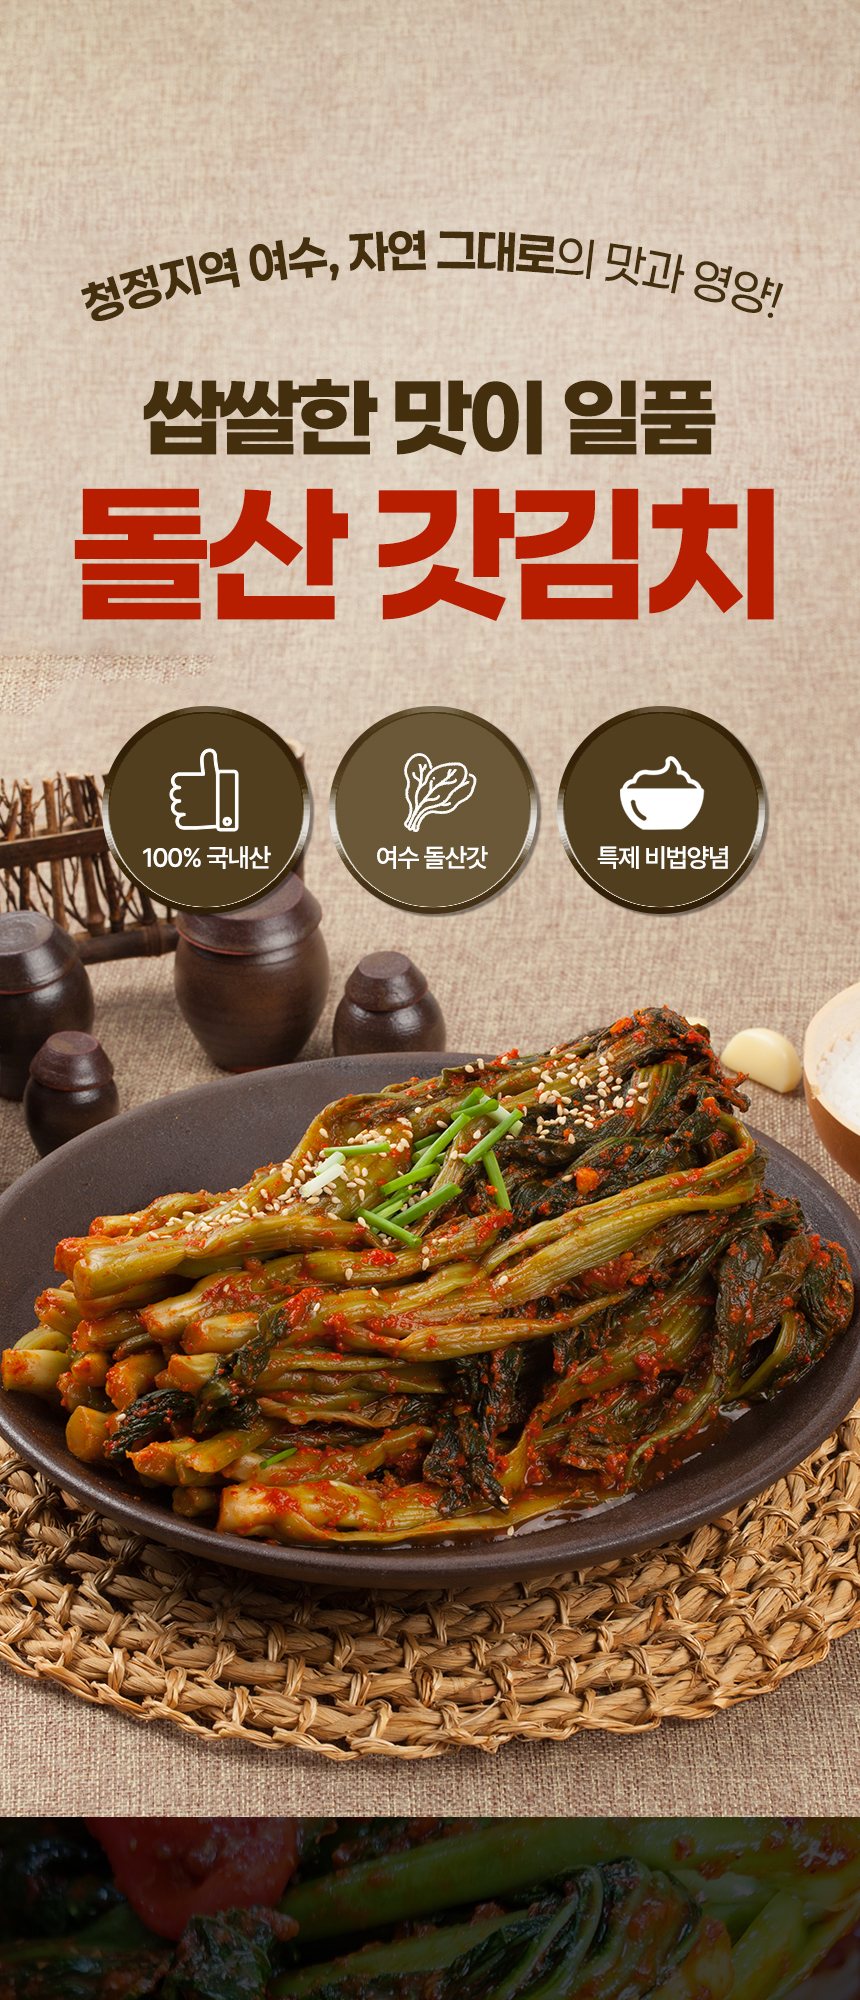 청정지역 여수, 자연 그대로의 맛과 영양!
쌉쌀한 맛이 일품
돌산 갓김치
100% 국내산
여수 돌산갓
특제 비법양념